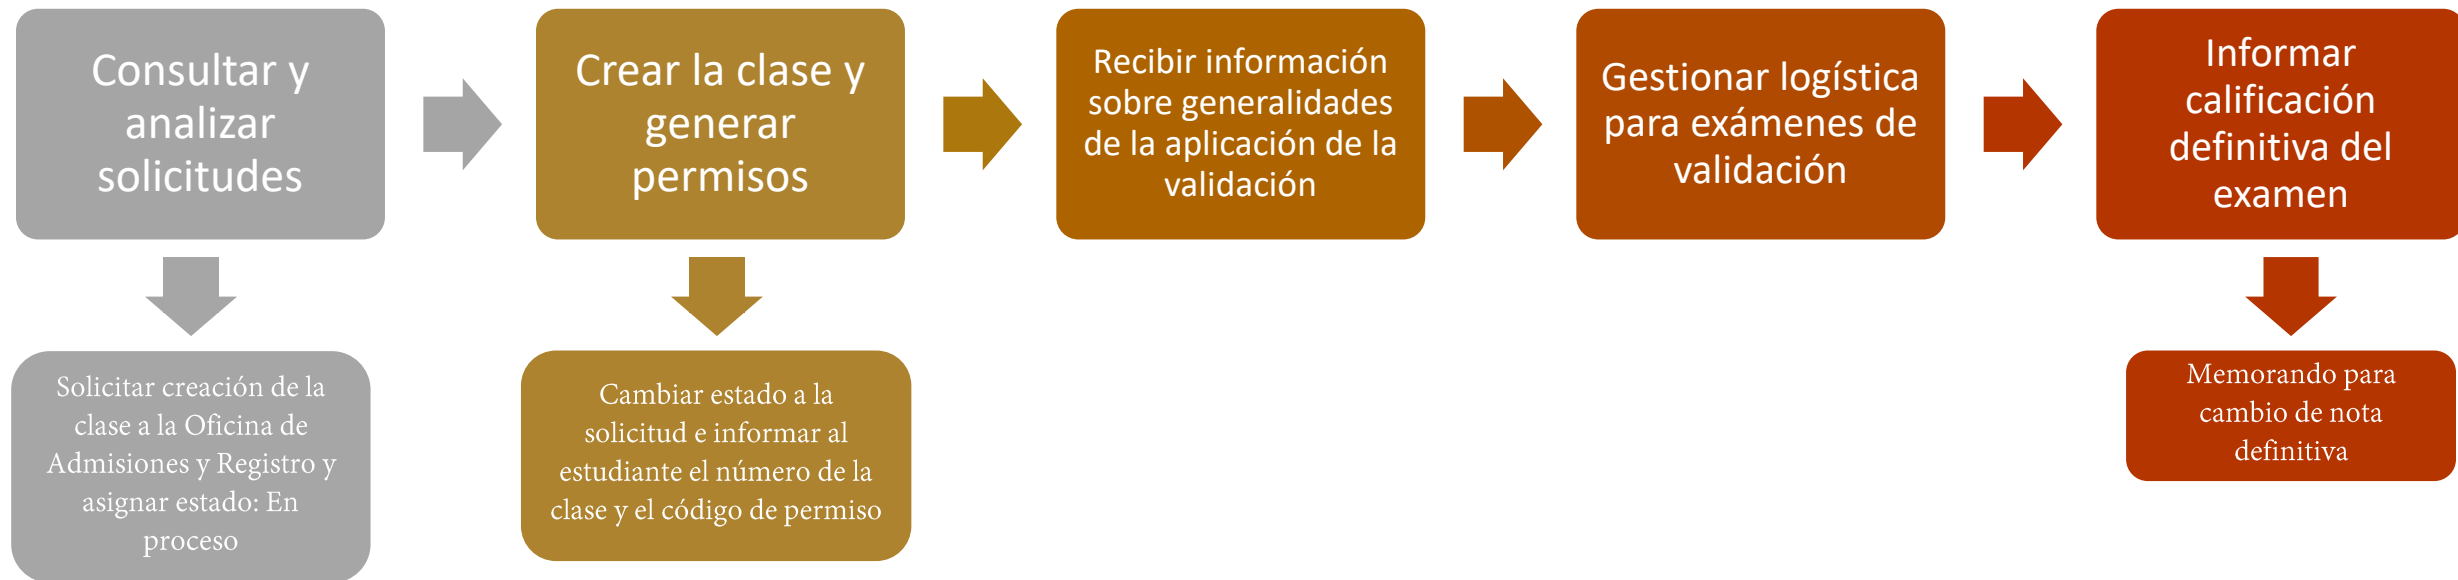 Consultar y
analizar
solicitudes
Crear la clase y
generar
permisos
Recibir información
sobre generalidades
de la aplicación de la
validación
Gestionar logística
para exámenes de
validación
Informar
calificación
definitiva del
examen
Solicitar creación de la
clase a la Oficina de
Admisiones y Registro y
asignar estado: En
proceso
Cambiar estado a la
solicitud e informar al
estudiante el número de la
clase y el código de permiso
Memorando para
cambio de nota
definitiva